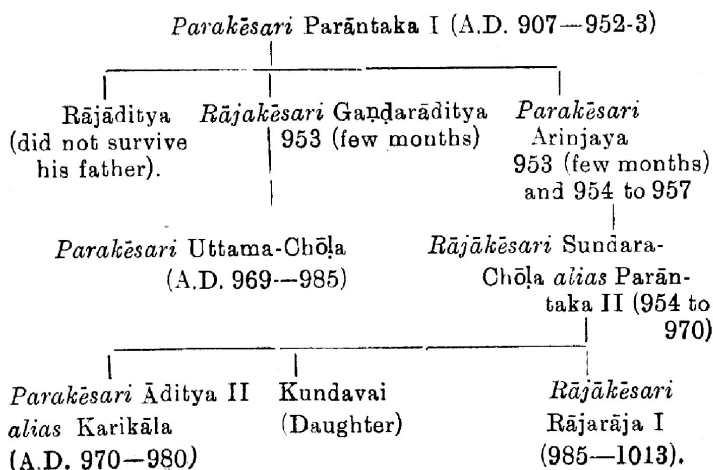 Parakēsari Parāntaka I (A.D. 907—952-3)
Rājāditya
(did not survive
his father).
Rājakēsari Gaṇḍarāditya
953 (few months)
Parakēsari
Arinjaya
953 (few months)
and 954 to 957
Parakēsari Uttama-Chōḷa
(A.D. 969—985)
Rājākēsari Sundara-
Chōḷa alias Parān-
taka II (954 to
970)
Parakēsari Āditya II
alias Karikāla
(A.D. 970—980)
Kundavai
(Daughter)
Rājākēsari
Rājarāja I
(985—1013).